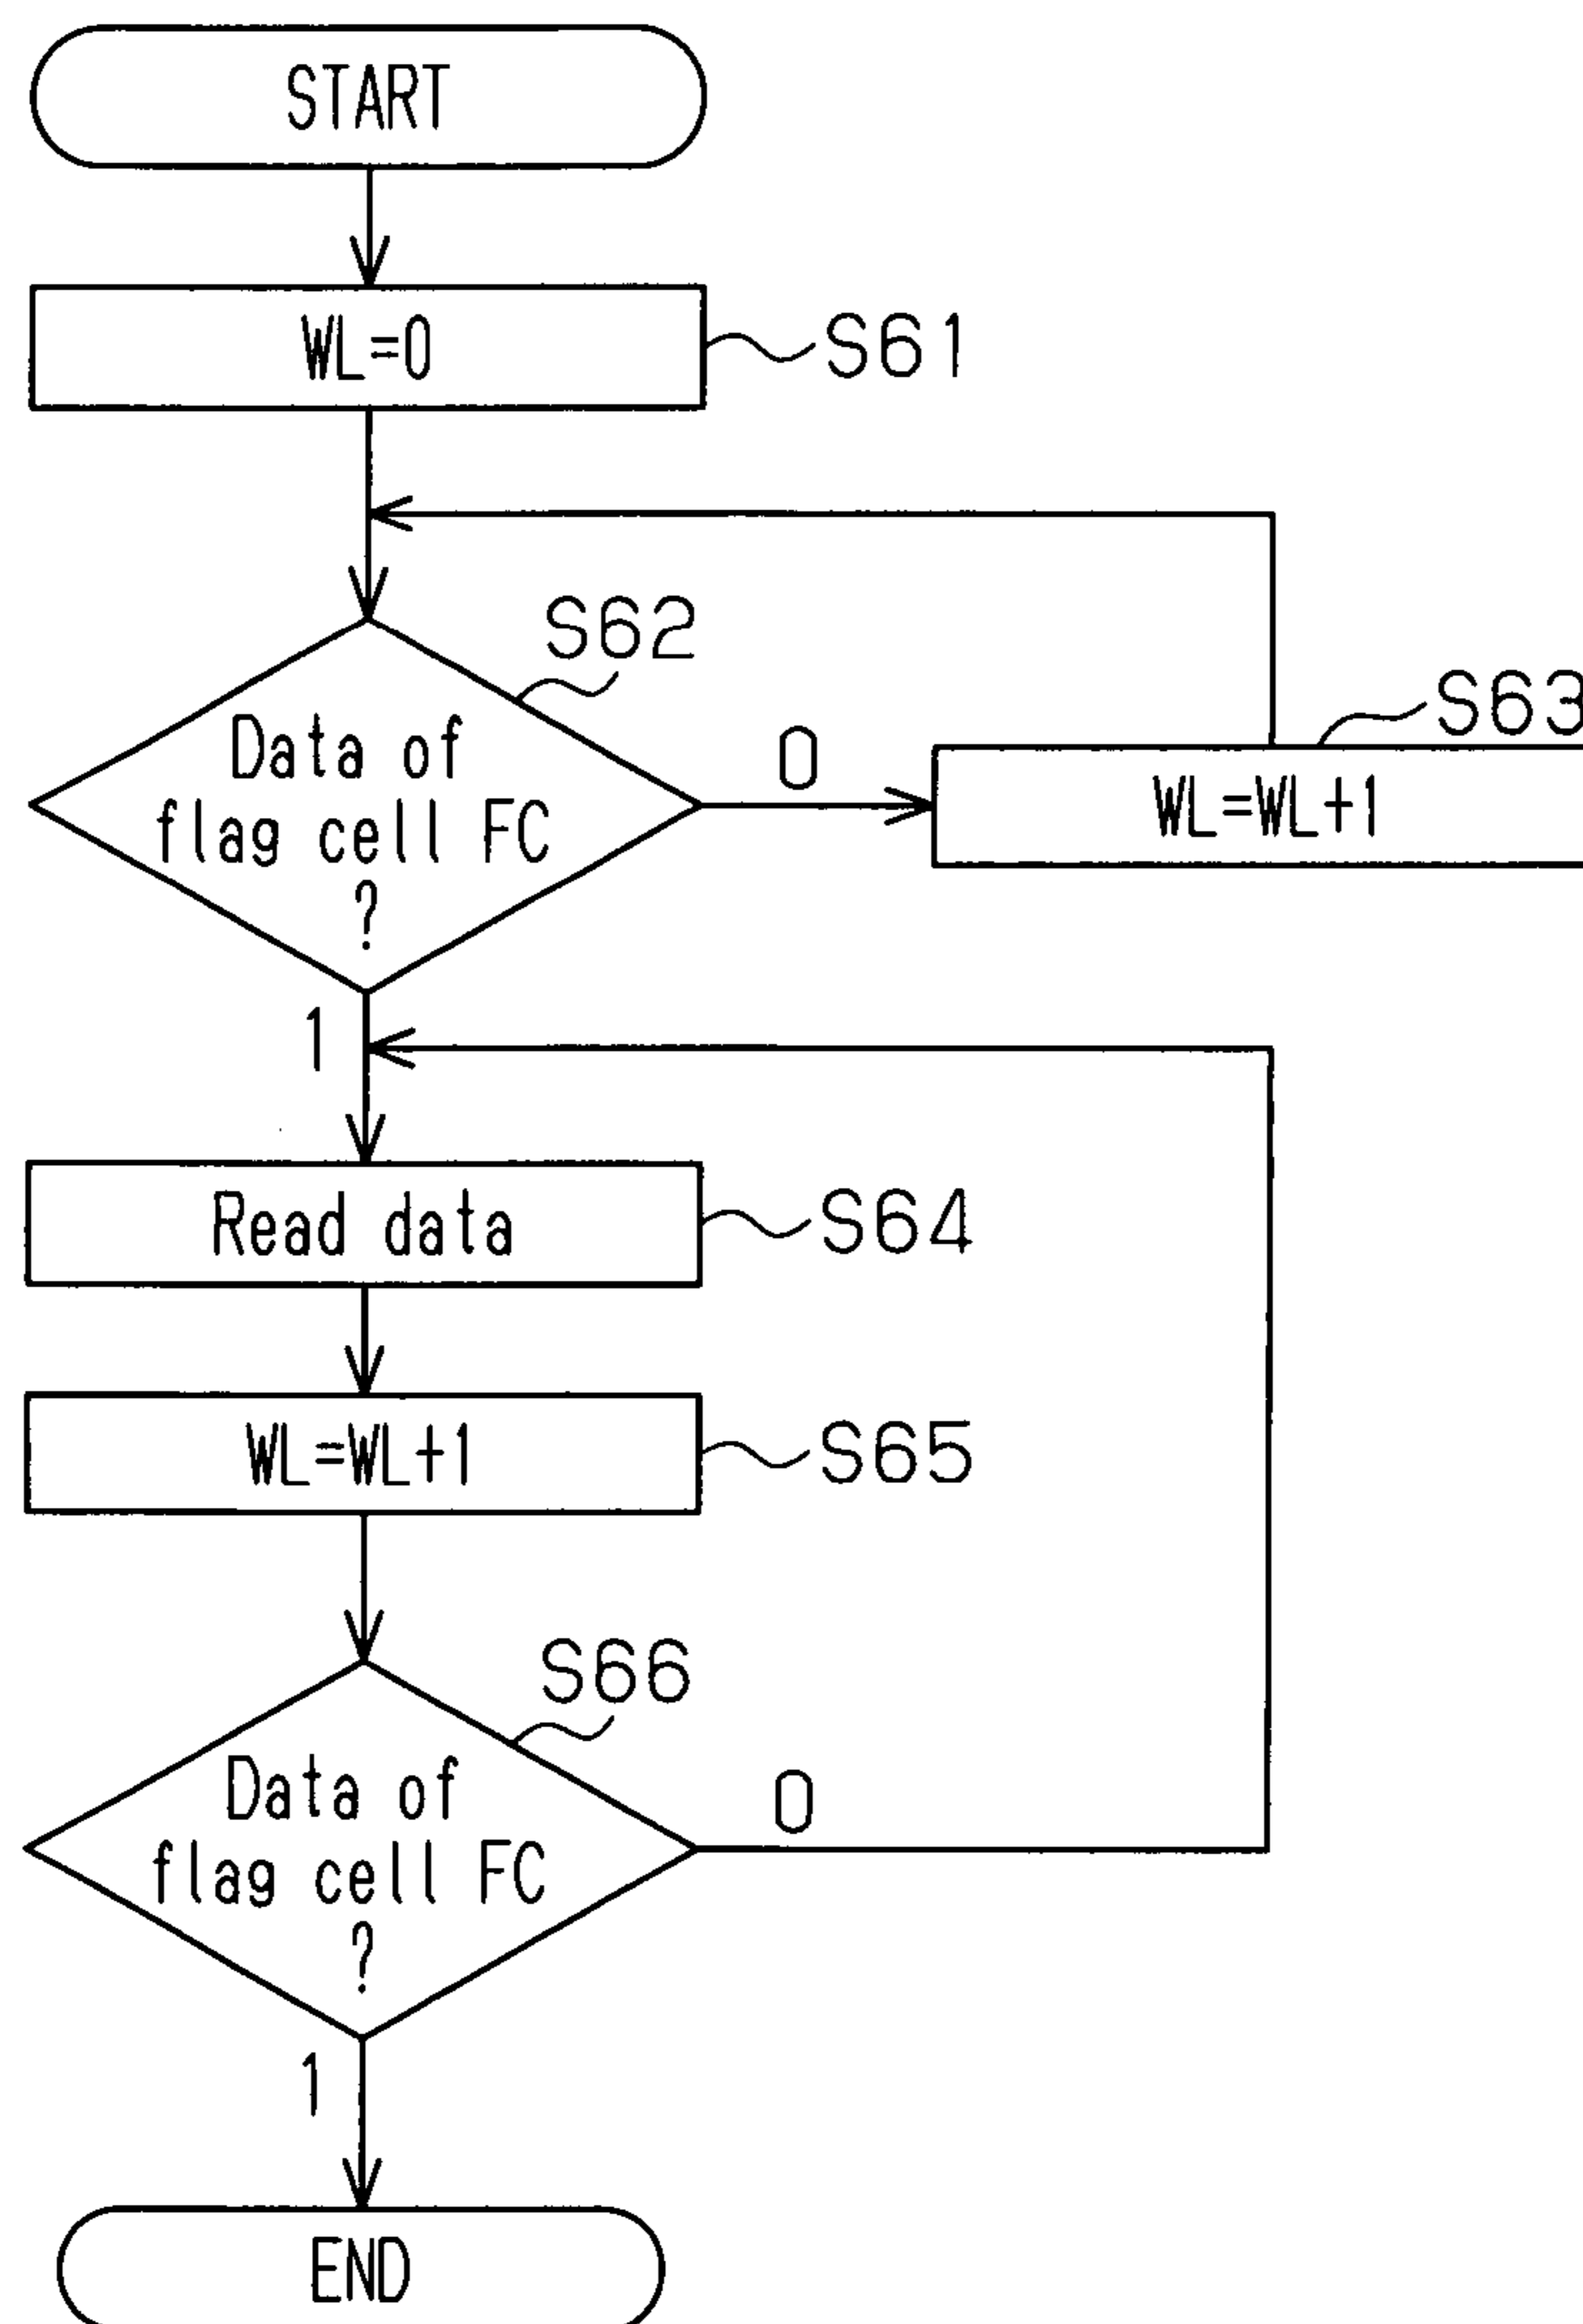 START
WL=0
S61
S62
Data of
flag cell FC
?
0
S63
WL=WL+1
1
Read data
S64
WL=WL+1
S65
S66
Data of
flag cell FC
?
0
1
END